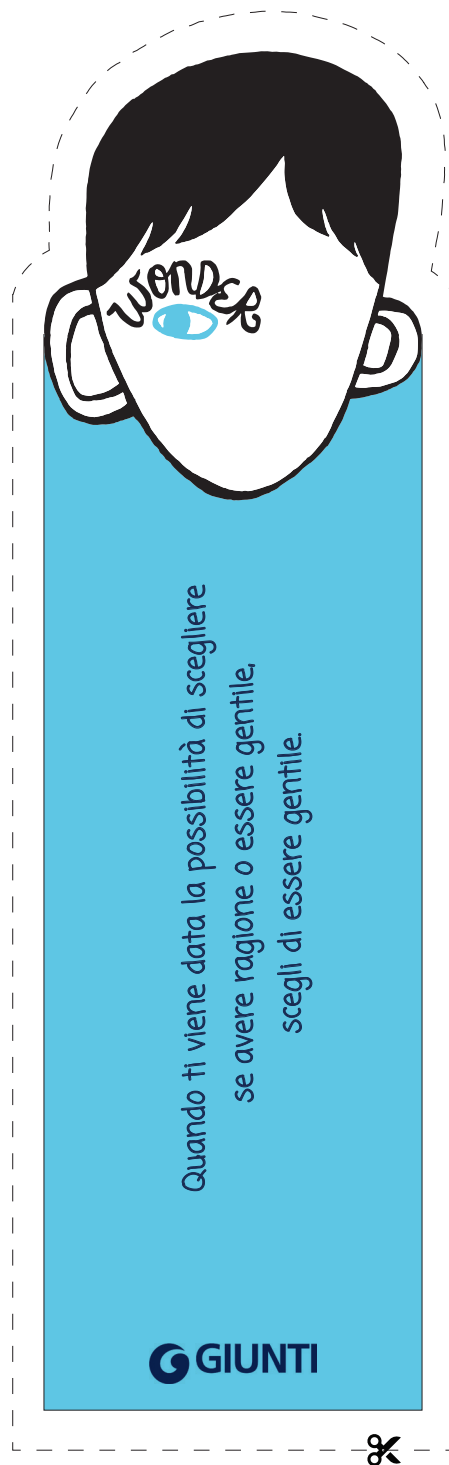 WONDER
Quando ti viene data la possibilità di scegliere
se avere ragione o essere gentile,
scegli di essere gentile.
GIUNTI